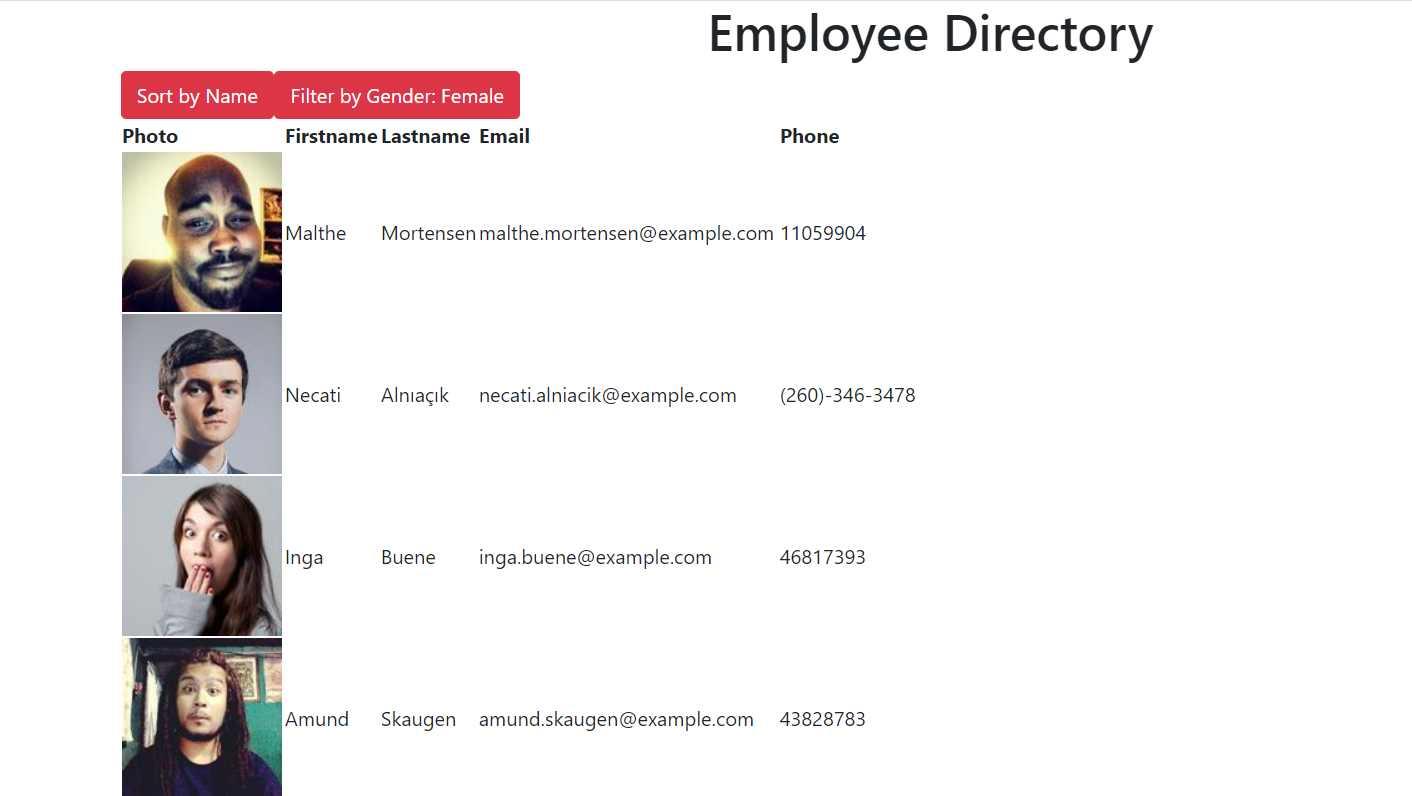 Employee Directory
Sort by Name Filter by Gender: Female
Photo Firstname Lastname Email Phone
Malthe Mortensen malthe.mortensen@example.com 11059904
Necati Alnıaçık necati.alniacik@example.com (260)-346-3478
Inga Buene inga.buene@example.com 46817393
Amund Skaugen amund.skaugen@example.com 43828783